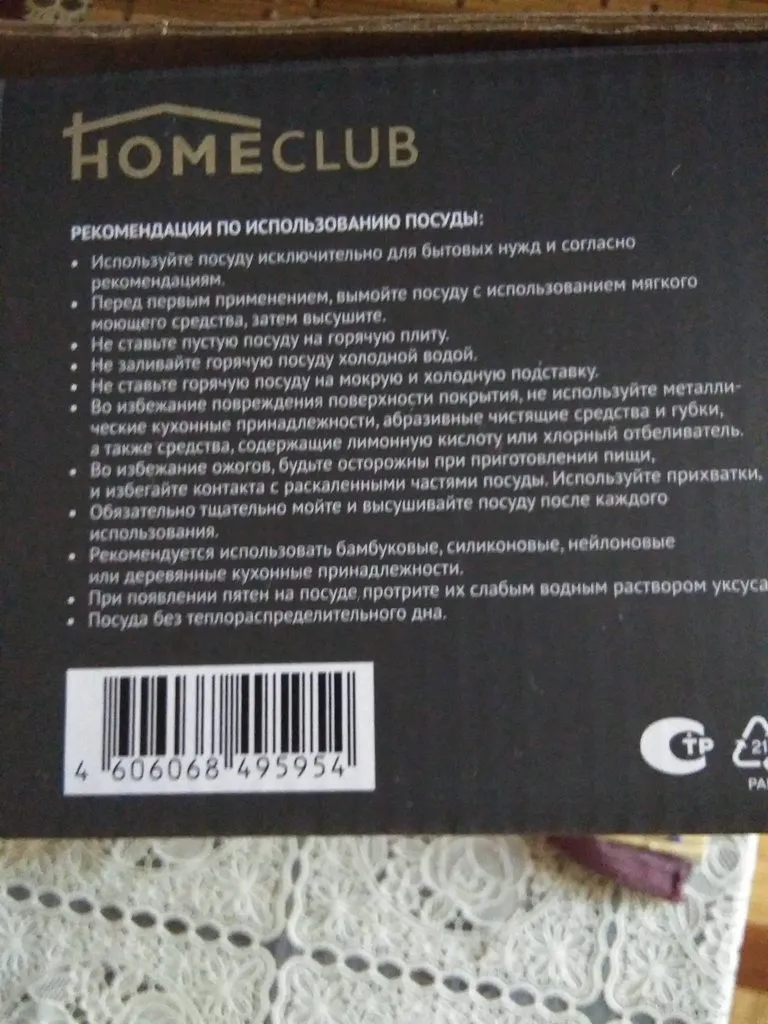 HOMECLUB
РЕКОМЕНДАЦИИ ПО ИСПОЛЬЗОВАНИЮ ПОСУДЫ:
• Используйте посуду исключительно для бытовых нужд и согласно
рекомендациям.
• Перед первым применением, вымойте посуду с использованием мягкого
моющего средства, затем высушите.
• Не ставьте пустую посуду на горячую плиту.
• Не заливайте горячую посуду холодной водой.
• Не ставьте горячую посуду на мокрую и холодную подставку.
• Во избежание повреждения поверхности покрытия, не используйте металли-
ческие кухонные принадлежности, абразивные чистящие средства и губки,
а также средства, содержащие лимонную кислоту или хлорный отбеливатель.
• Во избежание ожогов, будьте осторожны при приготовлении пищи,
и избегайте контакта с раскаленными частями посуды. Используйте прихватки,
• Обязательно тщательно мойте и высушивайте посуду после каждого
использования.
• Рекомендуется использовать бамбуковые, силиконовые, нейлоновые
или деревянные кухонные принадлежности.
• При появлении пятен на посуде, протрите их слабым водным раствором уксуса
• Посуда без теплораспределительного дна.
СТР 21
PA
4 606068 495954